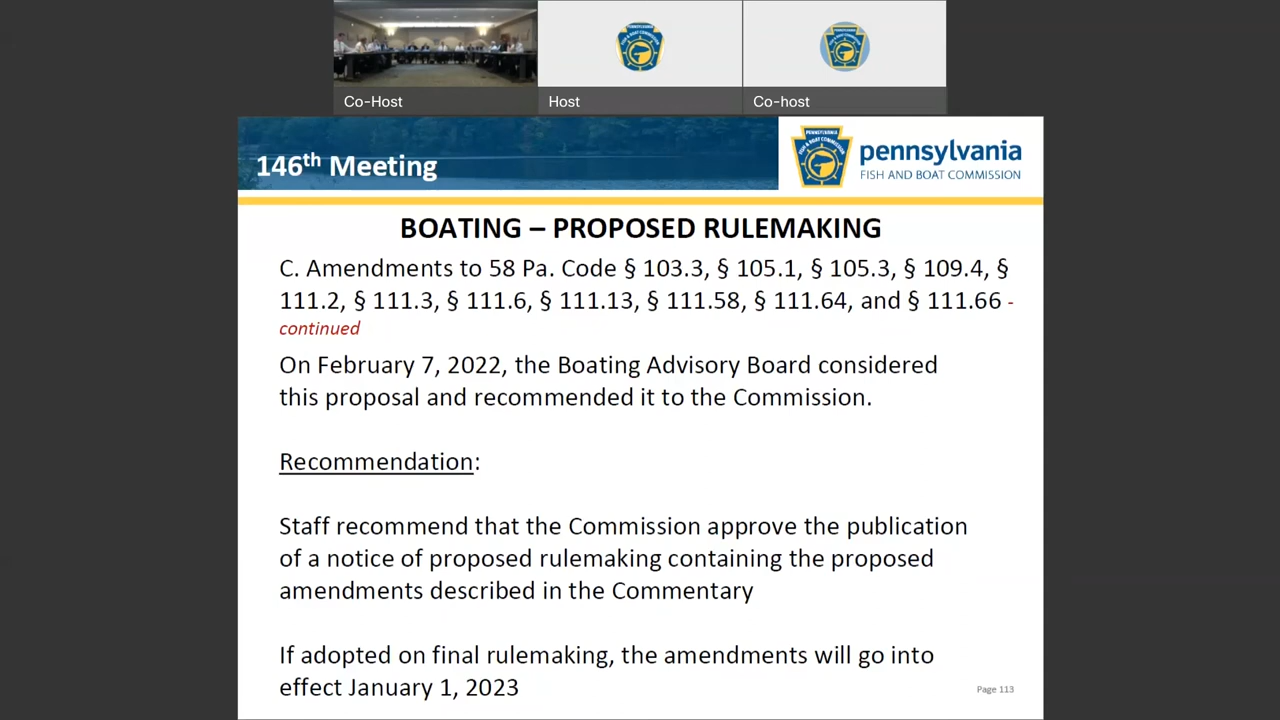 Co-Host
Host
Co-host
146th Meeting
PENNSYLVANIA
FISH & BOAT COMMISSION
pennsylvania
FISH AND BOAT COMMISSION
BOATING – PROPOSED RULEMAKING
C. Amendments to 58 Pa. Code § 103.3, § 105.1, § 105.3, § 109.4, §
111.2, § 111.3, § 111.6, § 111.13, § 111.58, § 111.64, and § 111.66 -
continued
On February 7, 2022, the Boating Advisory Board considered
this proposal and recommended it to the Commission.
Recommendation:
Staff recommend that the Commission approve the publication
of a notice of proposed rulemaking containing the proposed
amendments described in the Commentary
If adopted on final rulemaking, the amendments will go into
effect January 1, 2023
Page 113